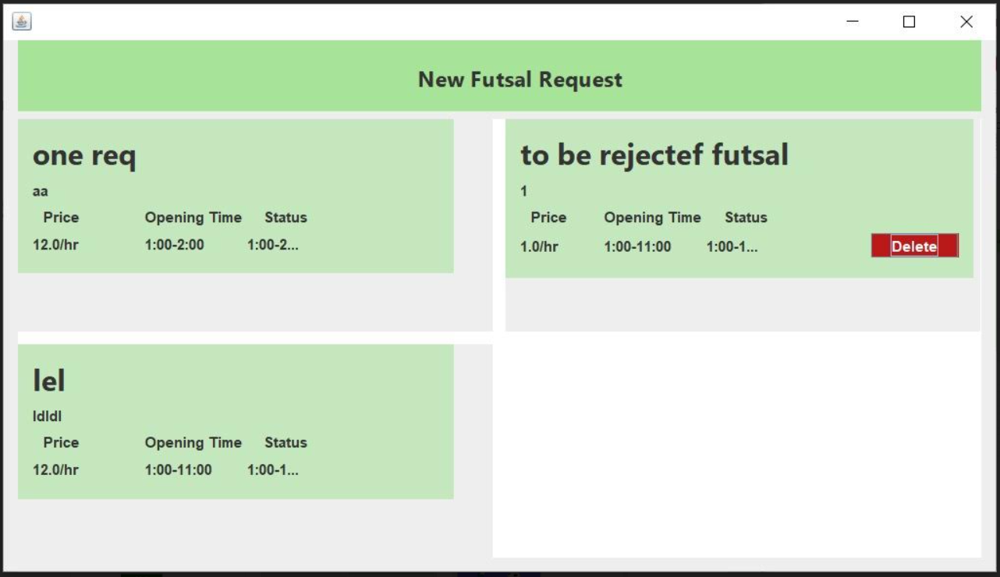 New Futsal Request
one req
aa
Price Opening Time Status
12.0/hr 1:00-2:00 1:00-2...
to be rejectef futsal
1
Price Opening Time Status
1.0/hr 1:00-11:00 1:00-1... Delete
lel
ldldl
Price Opening Time Status
12.0/hr 1:00-11:00 1:00-1...